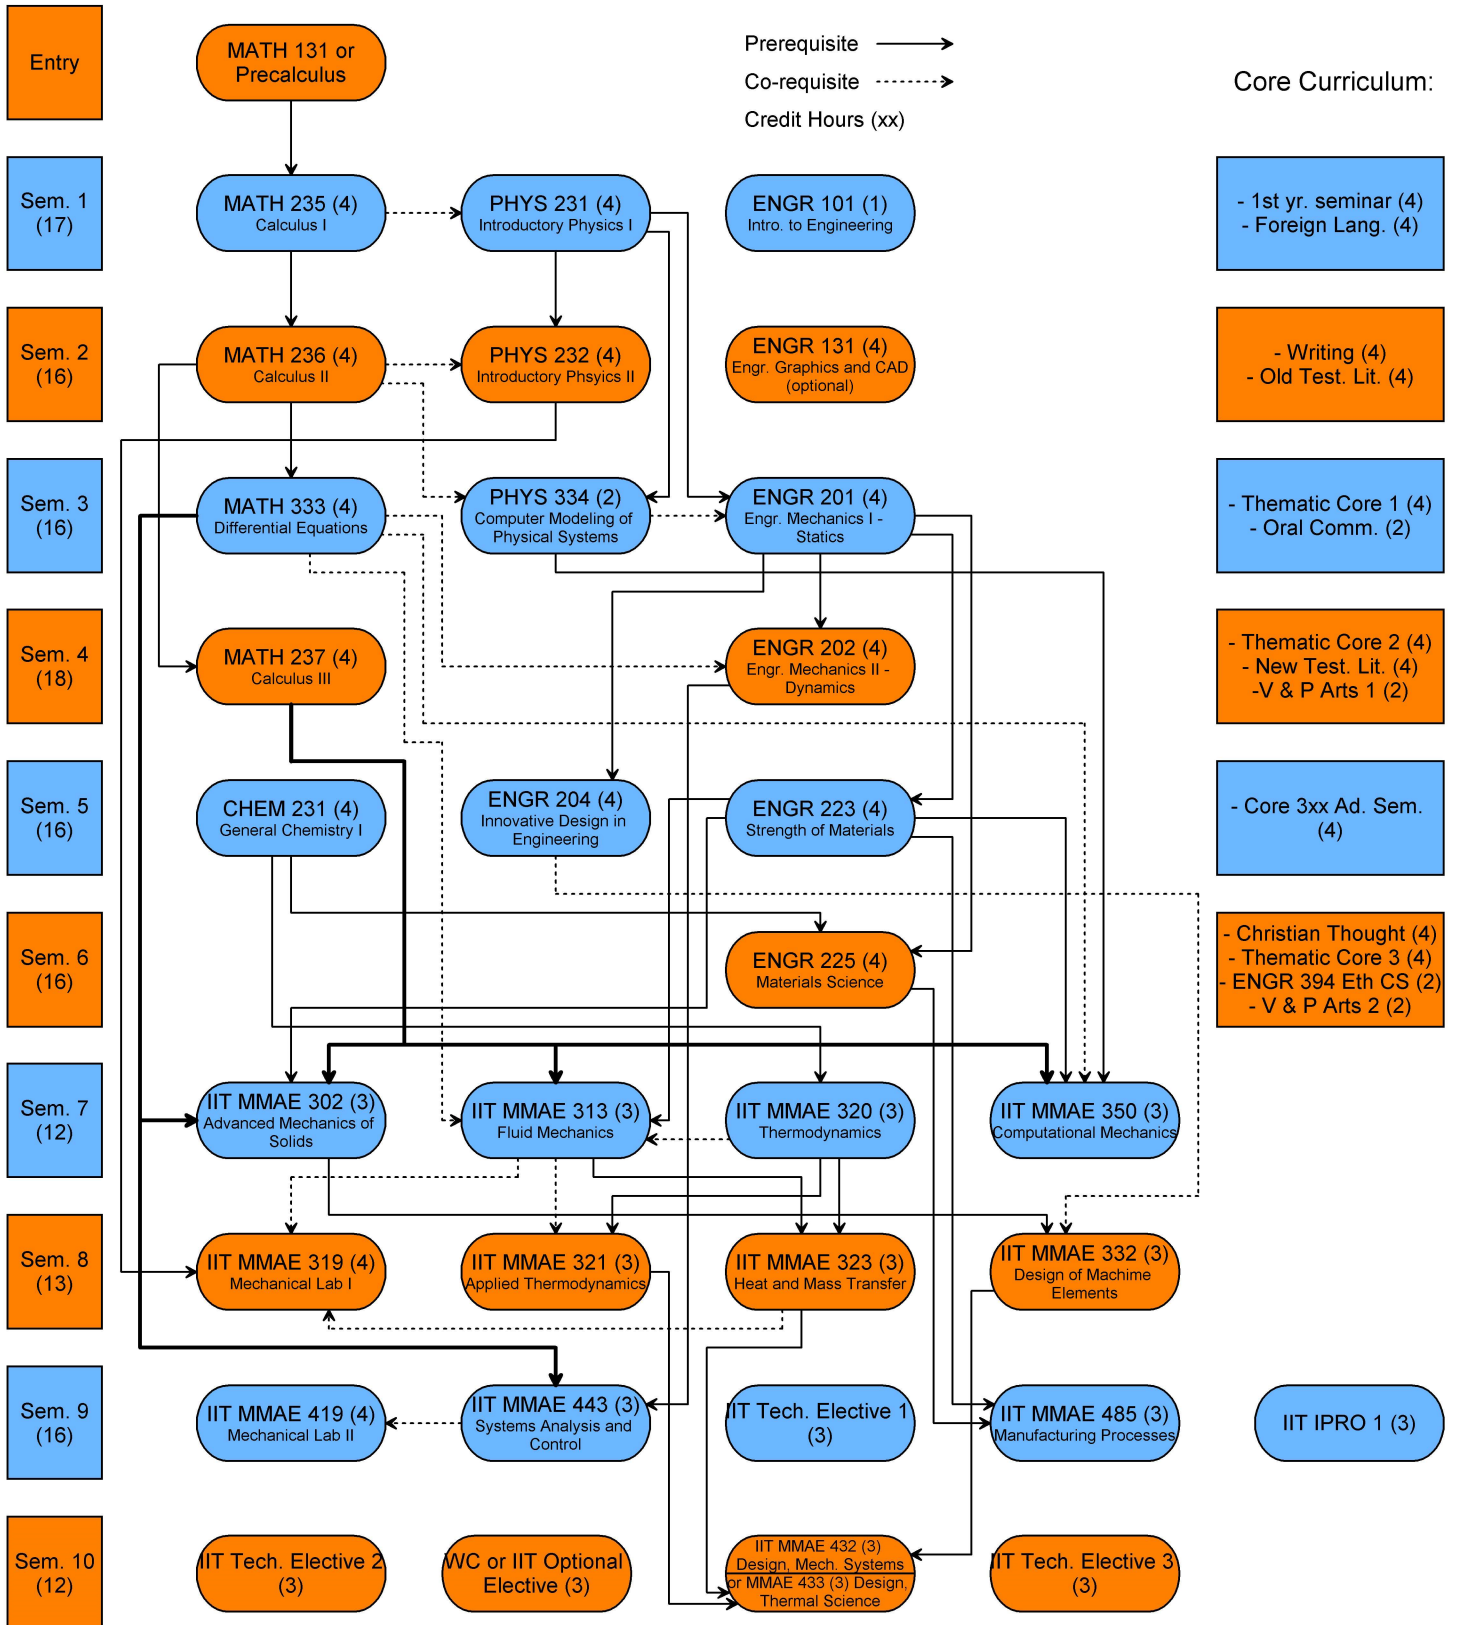 Entry
MATH 131 or
Precalculus
Prerequisite
Co-requisite
Credit Hours (xx)
Core Curriculum:
Sem. 1
(17)
MATH 235 (4)
Calculus I
PHYS 231 (4)
Introductory Physics I
ENGR 101 (1)
Intro. to Engineering
- 1st yr. seminar (4)
- Foreign Lang. (4)
Sem. 2
(16)
MATH 236 (4)
Calculus II
PHYS 232 (4)
Introductory Phsyics II
ENGR 131 (4)
Engr. Graphics and CAD
(optional)
- Writing (4)
- Old Test. Lit. (4)
Sem. 3
(16)
MATH 333 (4)
Differential Equations
PHYS 334 (2)
Computer Modeling of
Physical Systems
ENGR 201 (4)
Engr. Mechanics I -
Statics
- Thematic Core 1 (4)
- Oral Comm. (2)
Sem. 4
(18)
MATH 237 (4)
Calculus III
ENGR 202 (4)
Engr. Mechanics II -
Dynamics
- Thematic Core 2 (4)
- New Test. Lit. (4)
-V & P Arts 1 (2)
Sem. 5
(16)
CHEM 231 (4)
General Chemistry I
ENGR 204 (4)
Innovative Design in
Engineering
ENGR 223 (4)
Strength of Materials
- Core 3xx Ad. Sem.
(4)
Sem. 6
(16)
ENGR 225 (4)
Materials Science
- Christian Thought (4)
- Thematic Core 3 (4)
- ENGR 394 Eth CS (2)
- V & P Arts 2 (2)
Sem. 7
(12)
IIT MMAE 302 (3)
Advanced Mechanics of
Solids
IIT MMAE 313 (3)
Fluid Mechanics
IIT MMAE 320 (3)
Thermodynamics
IIT MMAE 350 (3)
Computational Mechanics
Sem. 8
(13)
IIT MMAE 319 (4)
Mechanical Lab I
IIT MMAE 321 (3)
Applied Thermodynamics
IIT MMAE 323 (3)
Heat and Mass Transfer
IIT MMAE 332 (3)
Design of Machime
Elements
Sem. 9
(16)
IIT MMAE 419 (4)
Mechanical Lab II
IIT MMAE 443 (3)
Systems Analysis and
Control
IIT Tech. Elective 1
(3)
IIT MMAE 485 (3)
Manufacturing Processes
IIT IPRO 1 (3)
Sem. 10
(12)
IIT Tech. Elective 2
(3)
WC or IIT Optional
Elective (3)
IIT MMAE 432 (3)
Design, Mech. Systems
or MMAE 433 (3) Design,
Thermal Science
IIT Tech. Elective 3
(3)